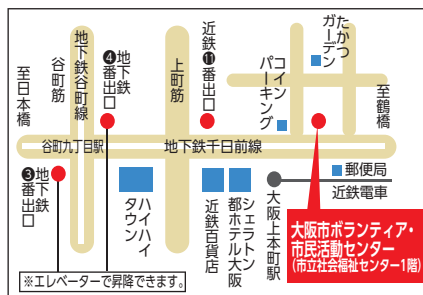 至日本橋
谷町筋
地下鉄谷町線
地下鉄
❹番出口
上町筋
近鉄
⓫番出口
コイン
パーキング
たかつ
ガーデン
至鶴橋
谷町九丁目駅
地下鉄千日前線
地下鉄
❸番出口
ハイハイ
タウン
近鉄百貨店
シェラトン
都ホテル大阪
大阪上本町駅
郵便局
近鉄電車
大阪市ボランティア・
市民活動センター
(市立社会福祉センター1階)
※エレベーターで昇降できます。